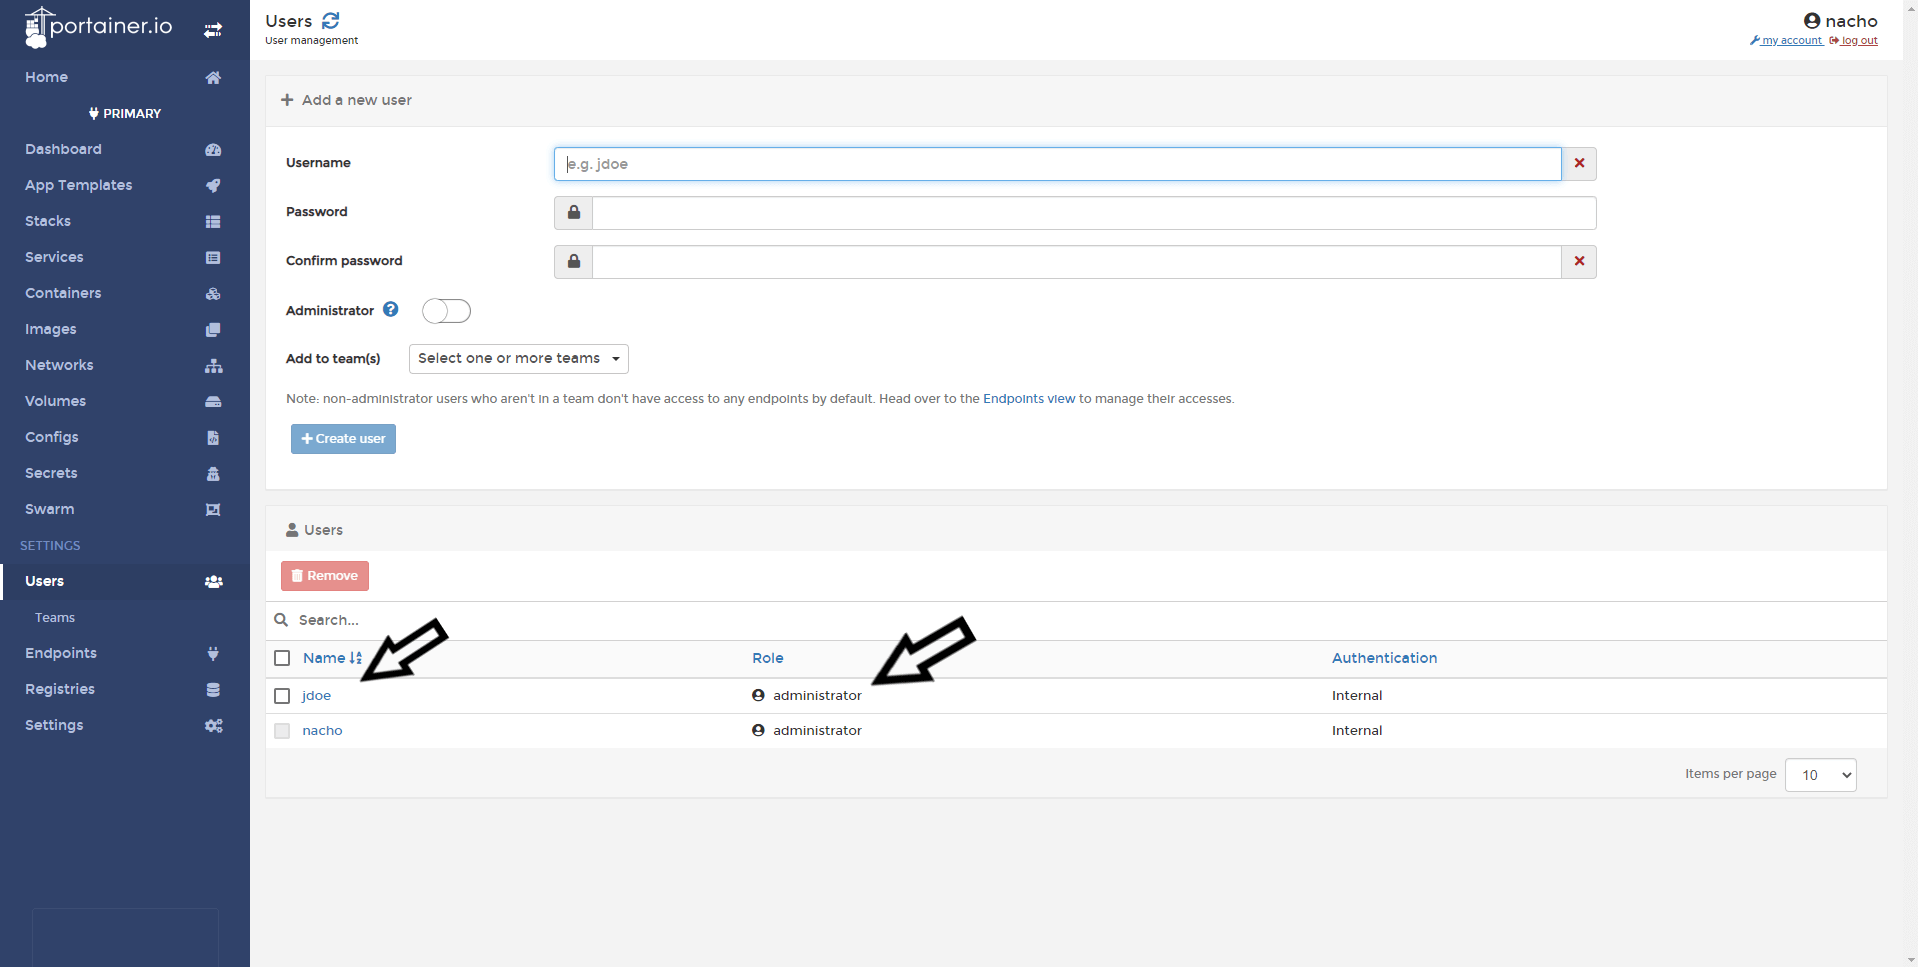 portainer.io
Home
PRIMARY
Dashboard
App Templates
Stacks
Services
Containers
Images
Networks
Volumes
Configs
Secrets
Swarm
SETTINGS
Users
Teams
Endpoints
Registries
Settings
Users
User management
nacho
my account log out
Add a new user
Username e.g. jdoe
Password
Confirm password
Administrator
Add to team(s) Select one or more teams
Note: non-administrator users who aren't in a team don't have access to any endpoints by default. Head over to the Endpoints view to manage their accesses.
Create user
Users
Remove
Search...
Name Role Authentication
jdoe administrator Internal
nacho administrator Internal
Items per page 10